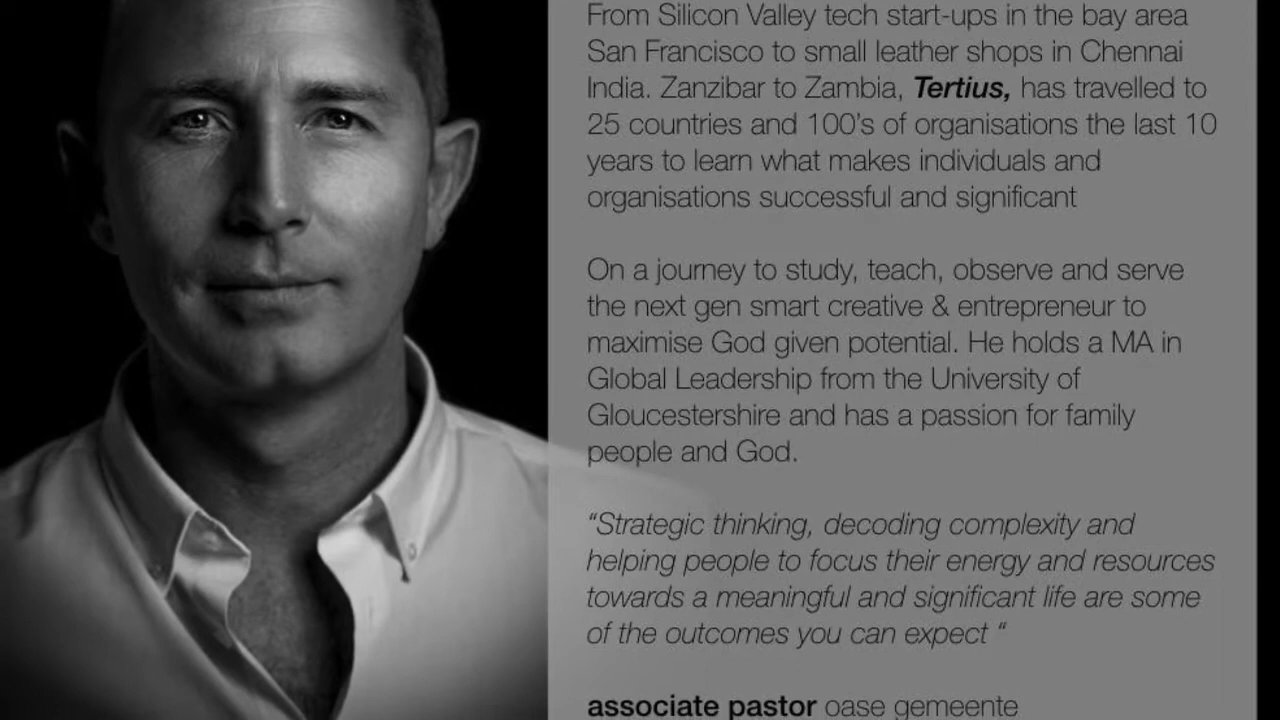 From Silicon Valley tech start-ups in the bay area
San Francisco to small leather shops in Chennai
India. Zanzibar to Zambia, Tertius, has travelled to
25 countries and 100's of organisations the last 10
years to learn what makes individuals and
organisations successful and significant
On a journey to study, teach, observe and serve
the next gen smart creative & entrepreneur to
maximise God given potential. He holds a MA in
Global Leadership from the University of
Gloucestershire and has a passion for family
people and God.
“Strategic thinking, decoding complexity and
helping people to focus their energy and resources
towards a meaningful and significant life are some
of the outcomes you can expect “
associate pastor oase gemeente